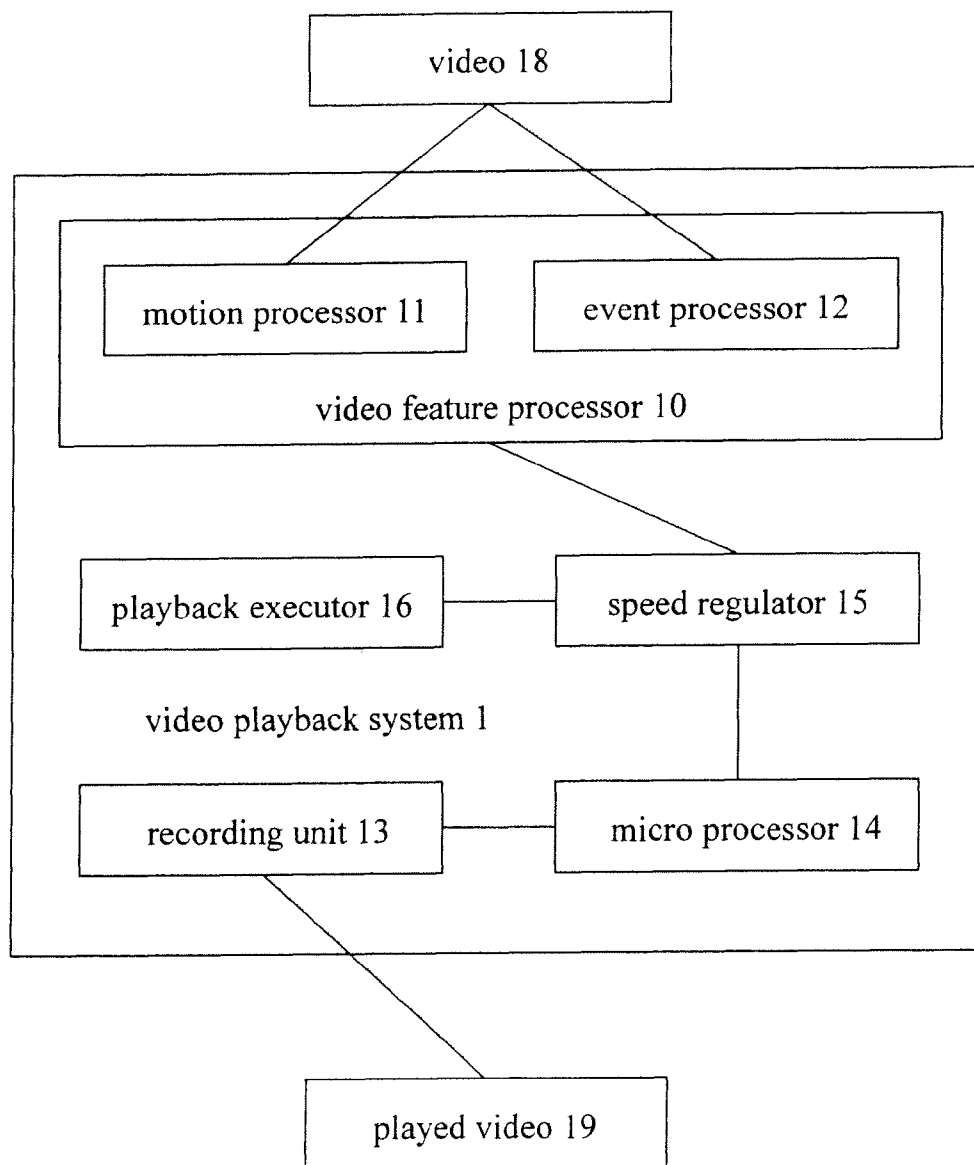 video 18
motion processor 11
event processor 12
video feature processor 10
playback executor 16
speed regulator 15
video playback system 1
recording unit 13
micro processor 14
played video 19